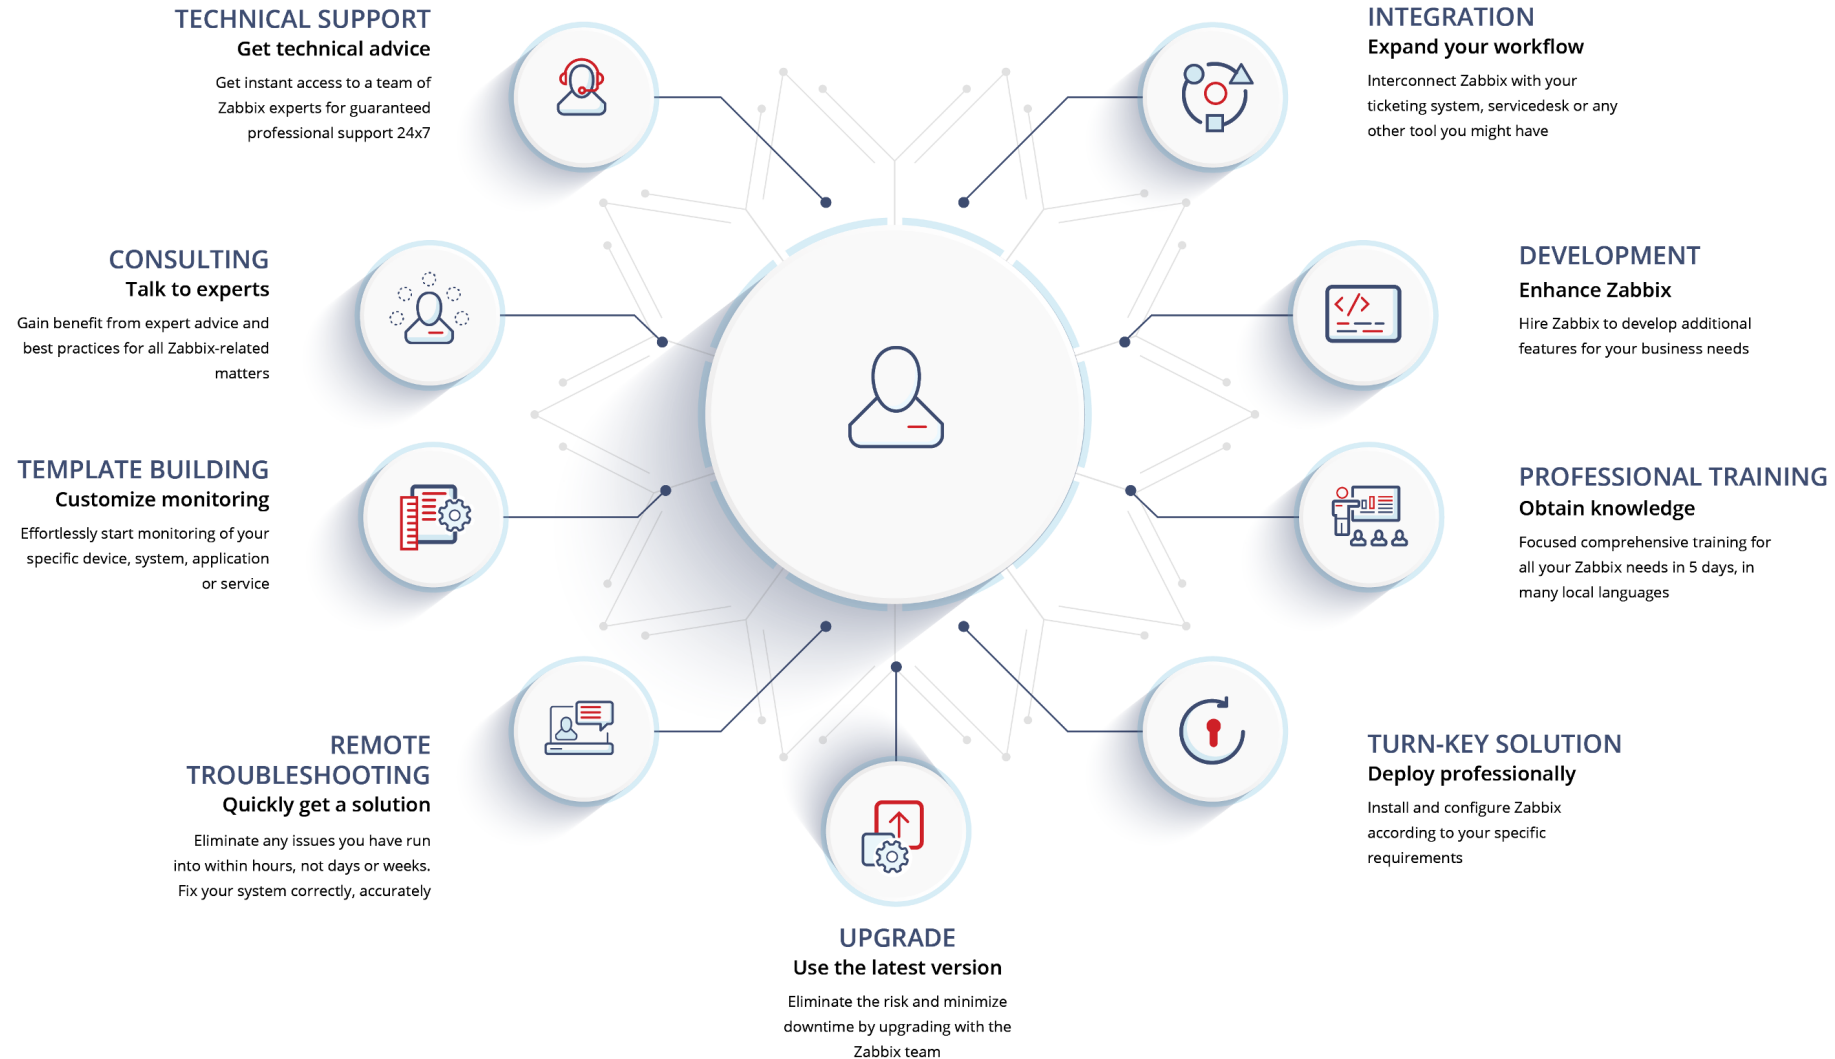 TECHNICAL SUPPORT
Get technical advice
Get instant access to a team of
Zabbix experts for guaranteed
professional support 24x7
INTEGRATION
Expand your workflow
Interconnect Zabbix with your
ticketing system, servicedesk or any
other tool you might have
CONSULTING
Talk to experts
Gain benefit from expert advice and
best practices for all Zabbix-related
matters
DEVELOPMENT
Enhance Zabbix
Hire Zabbix to develop additional
features for your business needs
TEMPLATE BUILDING
Customize monitoring
Effortlessly start monitoring of your
specific device, system, application
or service
PROFESSIONAL TRAINING
Obtain knowledge
Focused comprehensive training for
all your Zabbix needs in 5 days, in
many local languages
REMOTE
TROUBLESHOOTING
Quickly get a solution
Eliminate any issues you have run
into within hours, not days or weeks.
Fix your system correctly, accurately
TURN-KEY SOLUTION
Deploy professionally
Install and configure Zabbix
according to your specific
requirements
UPGRADE
Use the latest version
Eliminate the risk and minimize
downtime by upgrading with the
Zabbix team